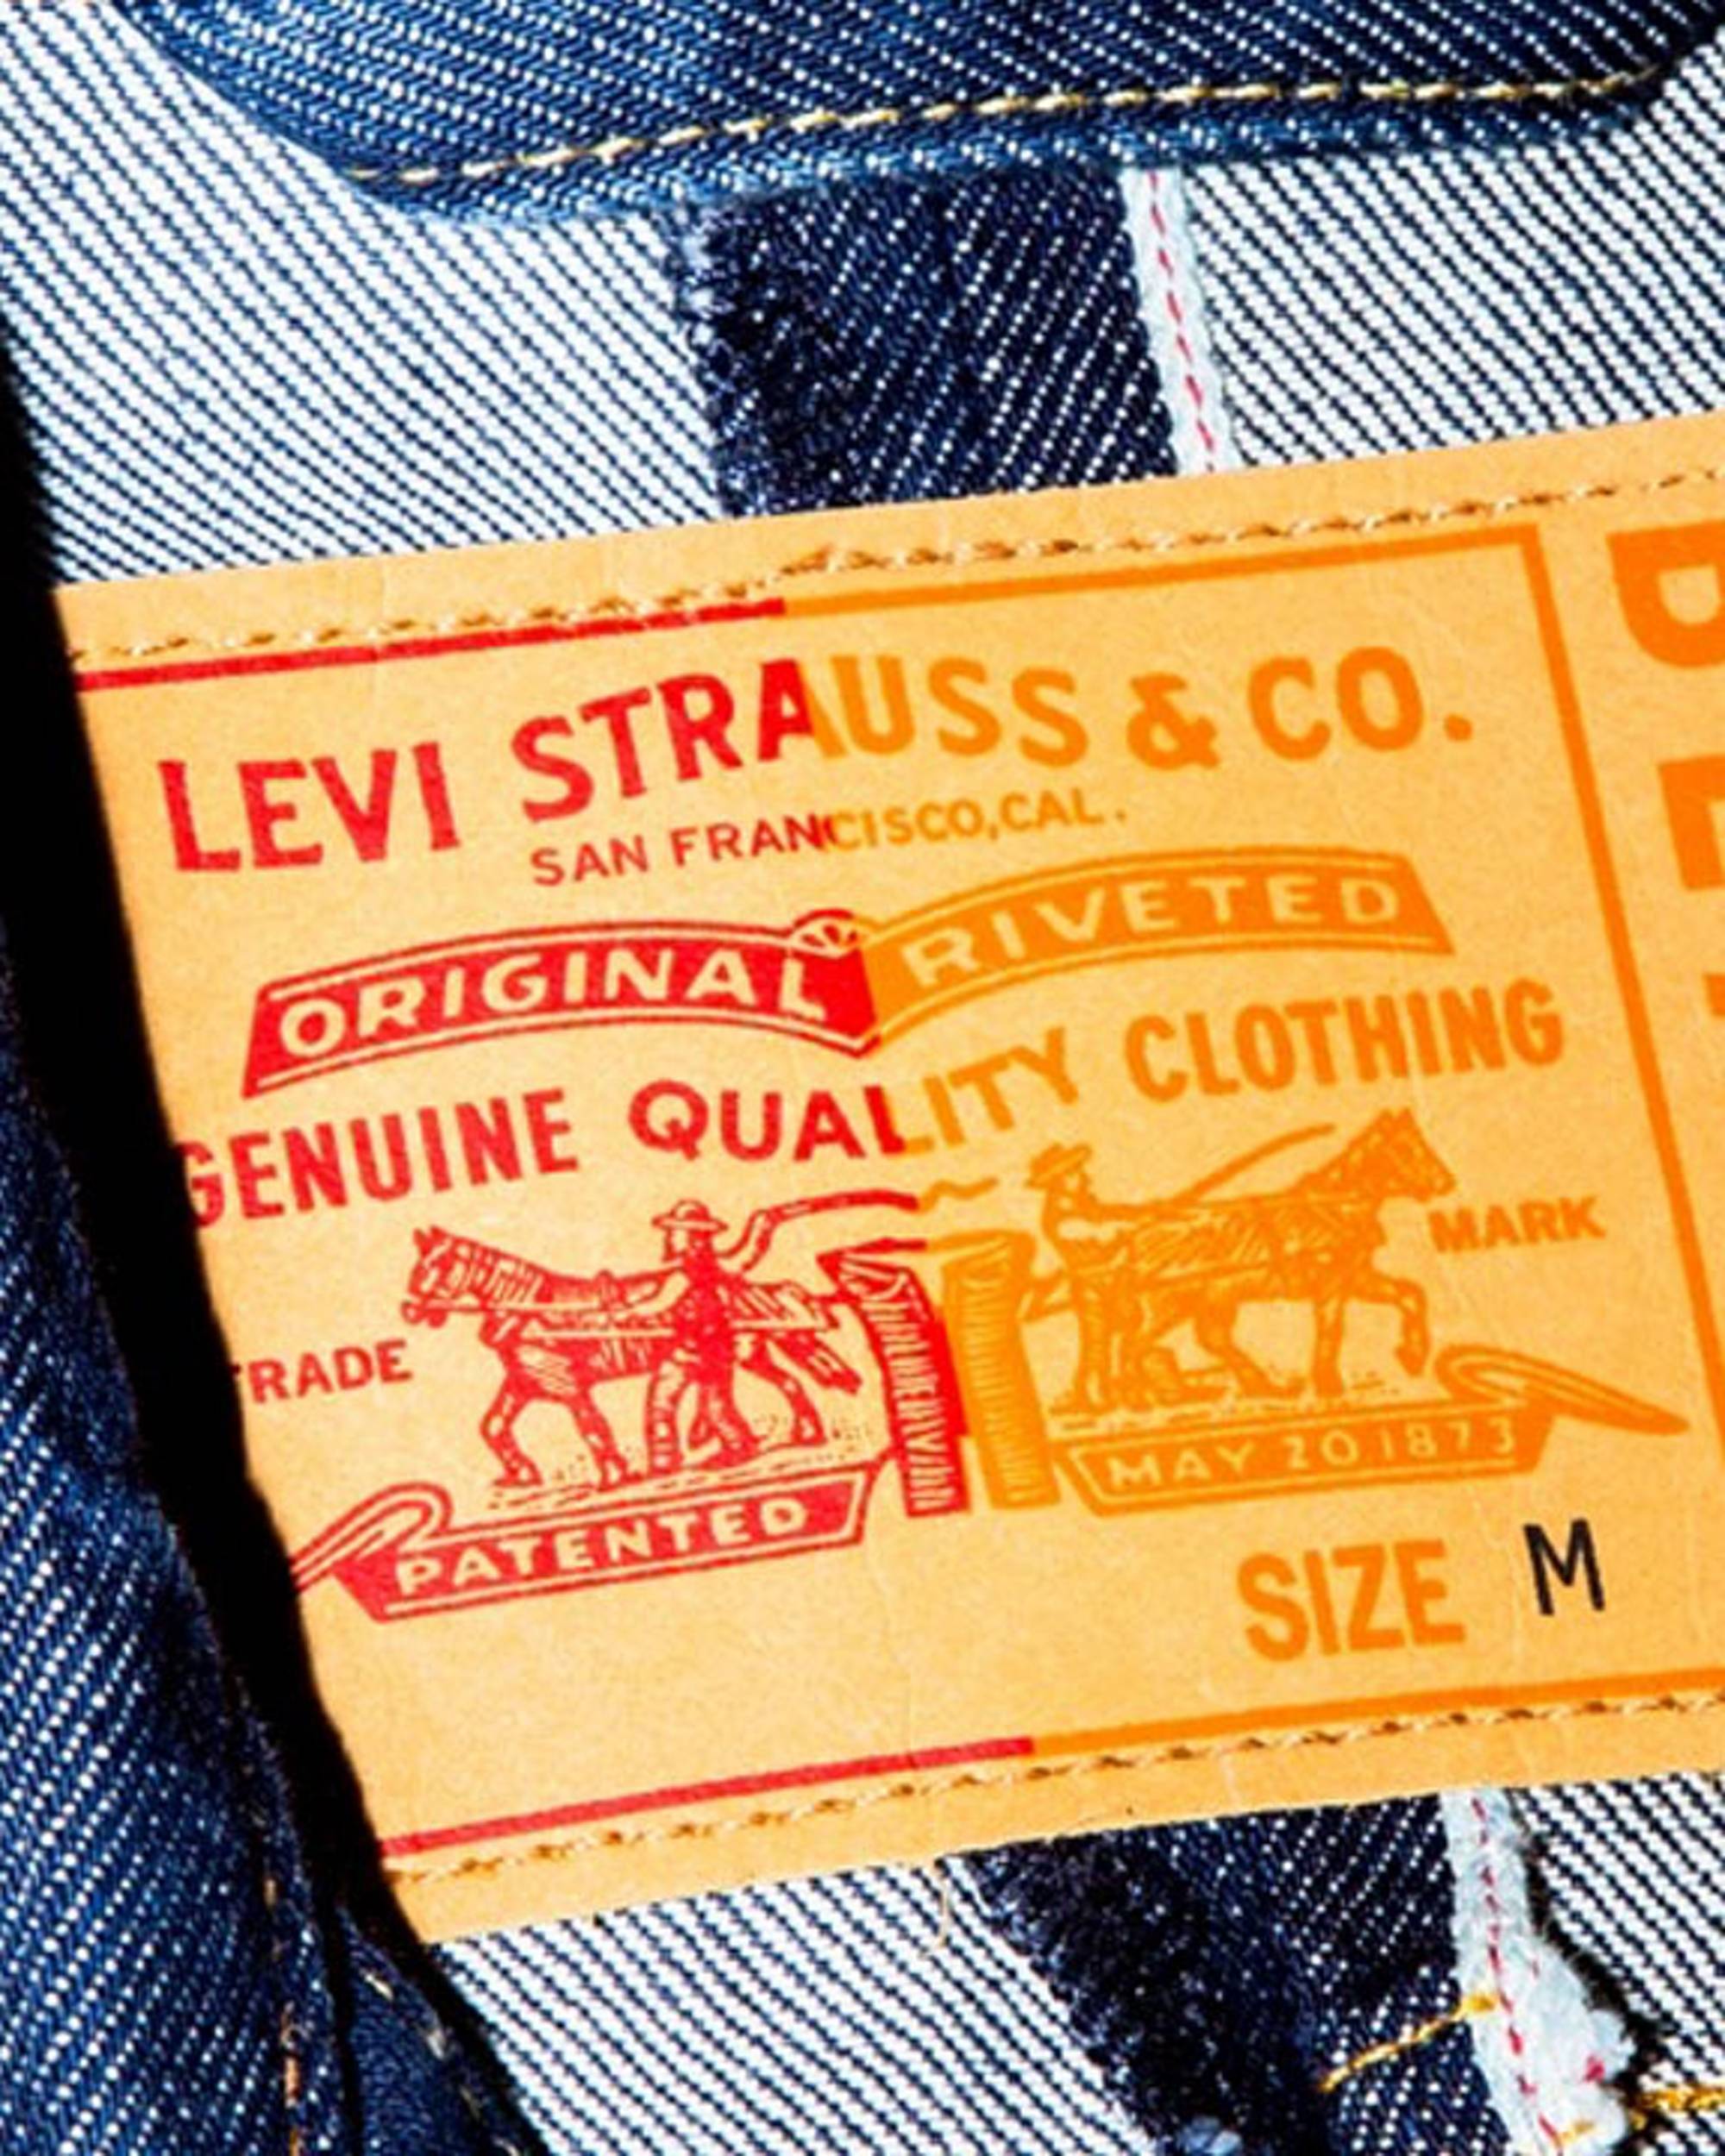 LEVI STRAUSS & CO.
SAN FRANCISCO, CAL.
ORIGINAL RIVETED
GENUINE QUALITY CLOTHING
TRADE MARK
PATENTED MAY 20 1873
SIZE M